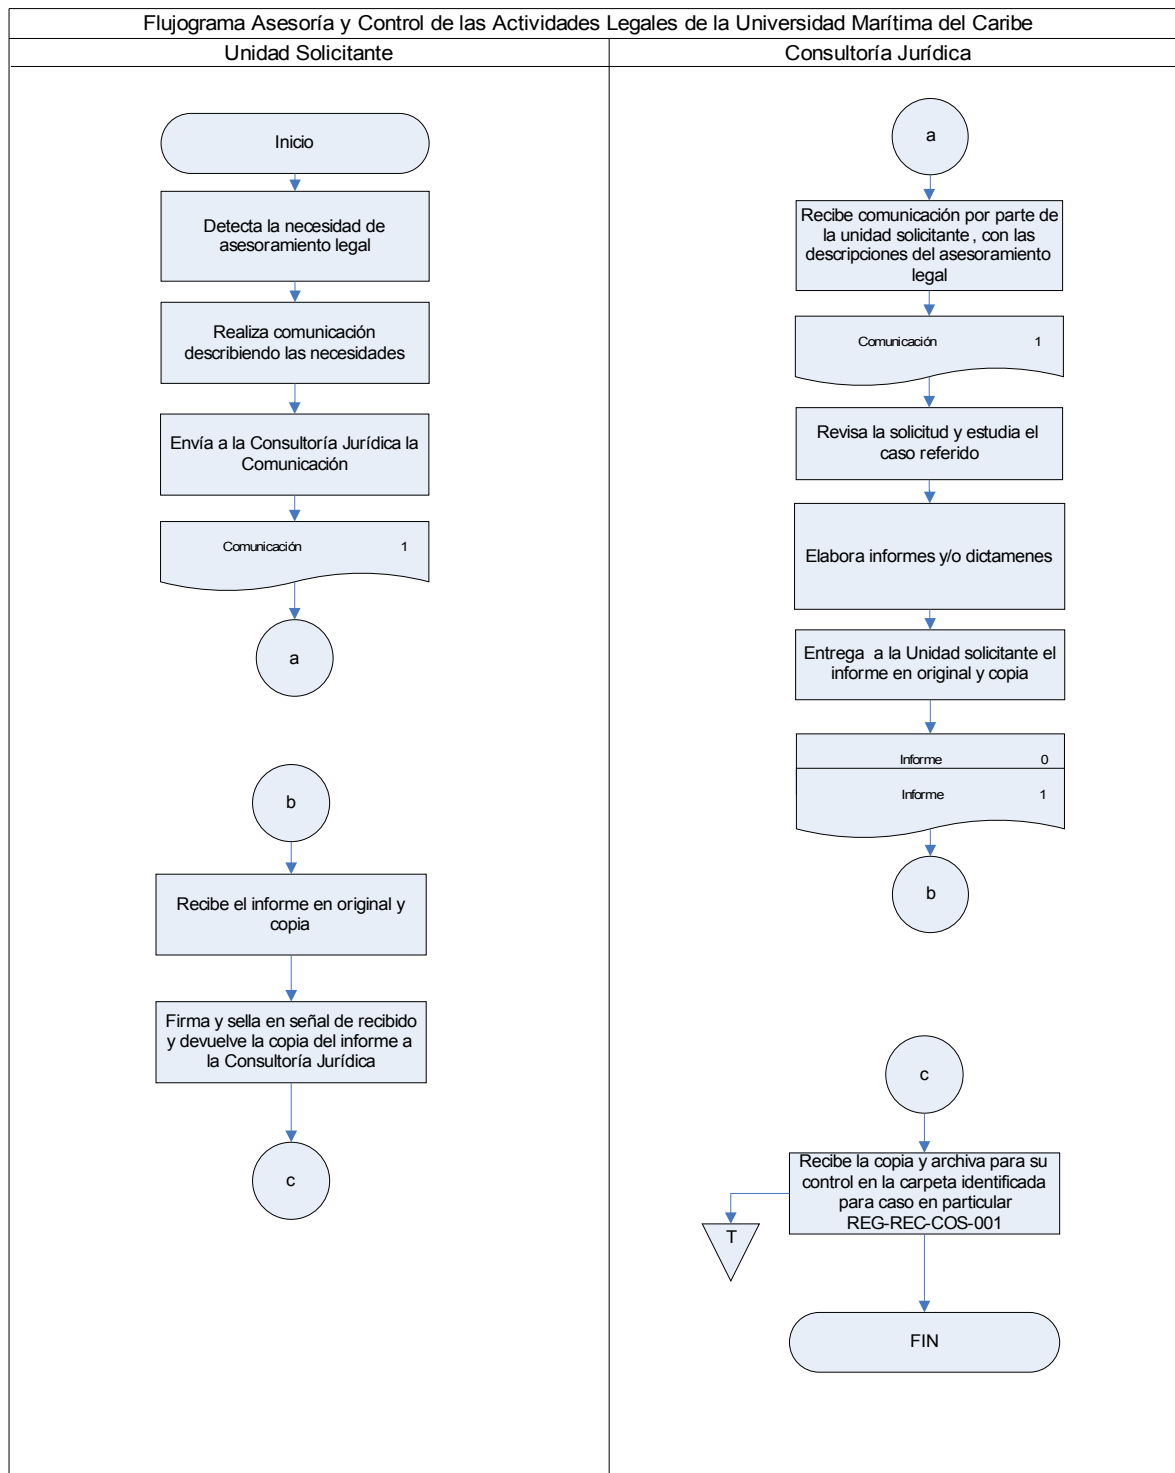 Flujograma Asesoría y Control de las Actividades Legales de la Universidad Marítima del Caribe
Unidad Solicitante
Consultoría Jurídica
Inicio
Detecta la necesidad de
asesoramiento legal
Realiza comunicación
describiendo las necesidades
Envía a la Consultoría Jurídica la
Comunicación
Comunicación 1
a
b
Recibe el informe en original y
copia
Firma y sella en señal de recibido
y devuelve la copia del informe a
la Consultoría Jurídica
c
a
Recibe comunicación por parte de
la unidad solicitante , con las
descripciones del asesoramiento
legal
Comunicación 1
Revisa la solicitud y estudia el
caso referido
Elabora informes y/o dictamenes
Entrega a la Unidad solicitante el
informe en original y copia
Informe 0
Informe 1
b
c
Recibe la copia y archiva para su
control en la carpeta identificada
para caso en particular
REG-REC-COS-001
T
FIN